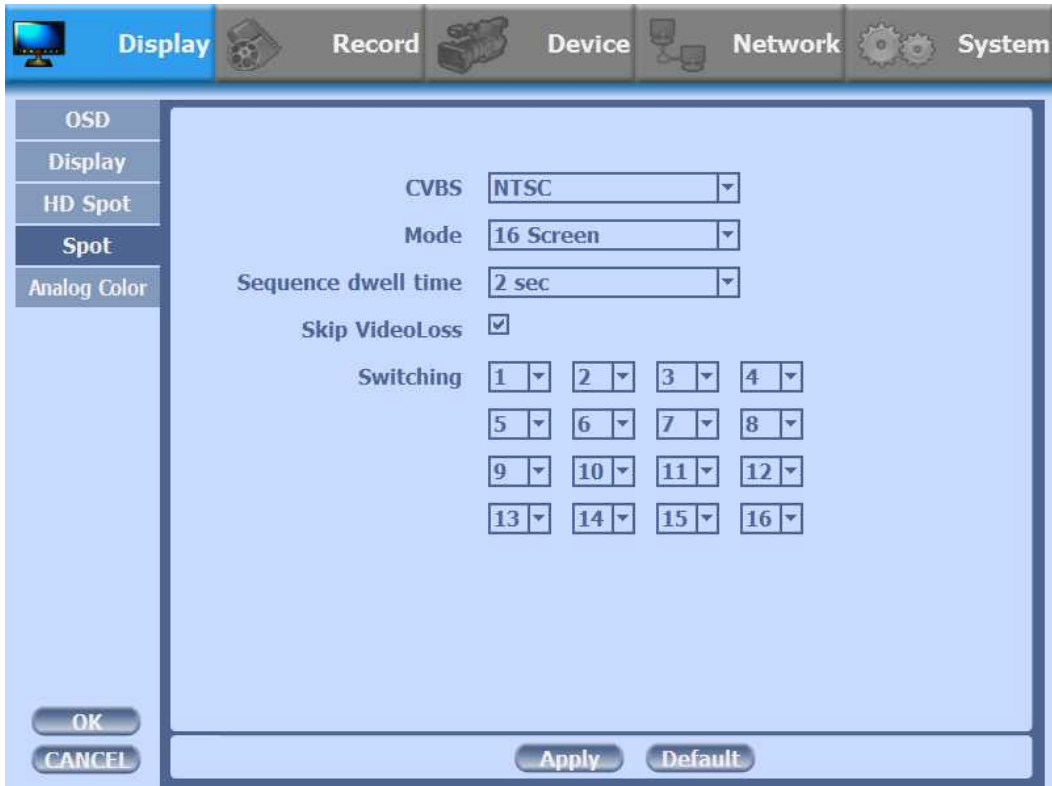 Display Record Device Network System
OSD
Display
HD Spot
Spot
Analog Color
CVBS NTSC
Mode 16 Screen
Sequence dwell time 2 sec
Skip VideoLoss
Switching 1 2 3 4
5 6 7 8
9 10 11 12
13 14 15 16
OK
CANCEL
Apply Default